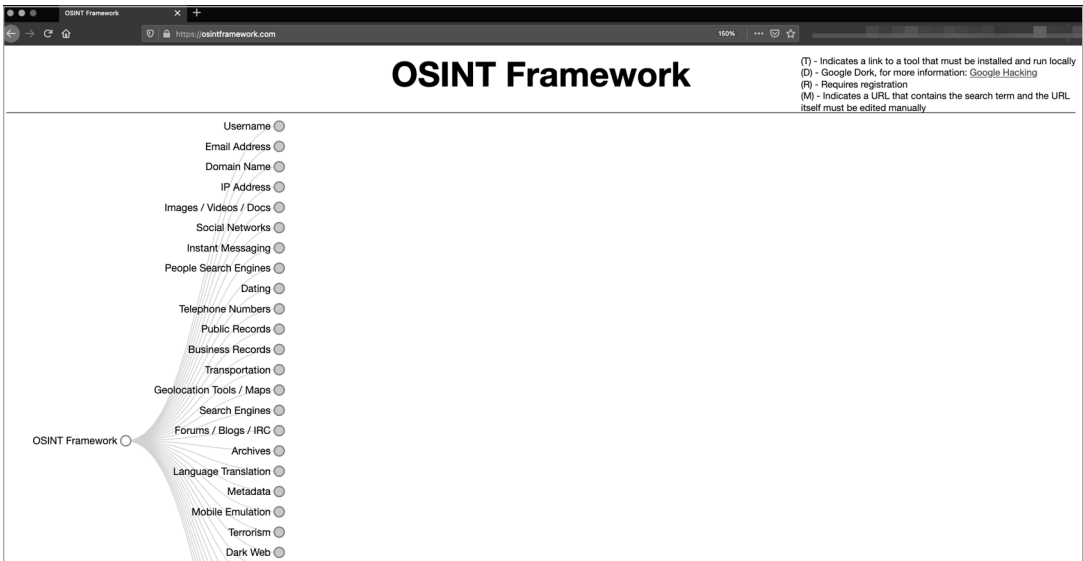 OSINT Framework
https://osintframework.com
150%
OSINT Framework
(T) - Indicates a link to a tool that must be installed and run locally
(D) - Google Dork, for more information: Google Hacking
(R) - Requires registration
(M) - Indicates a URL that contains the search term and the URL
itself must be edited manually
Username
Email Address
Domain Name
IP Address
Images / Videos / Docs
Social Networks
Instant Messaging
People Search Engines
Dating
Telephone Numbers
Public Records
Business Records
Transportation
Geolocation Tools / Maps
Search Engines
Forums / Blogs / IRC
OSINT Framework
Archives
Language Translation
Metadata
Mobile Emulation
Terrorism
Dark Web